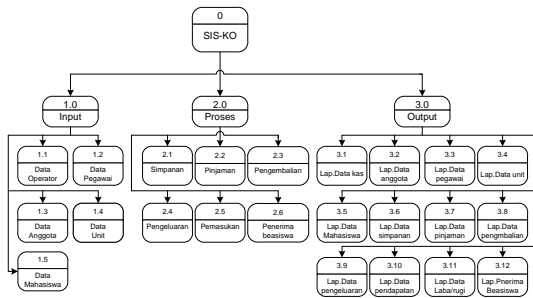 0
SIS-KO
1.0
Input
2.0
Proses
3.0
Output
1.1
Data
Operator
1.2
Data
Pegawai
2.1
Simpanan
2.2
Pinjaman
2.3
Pengembalian
3.1
Lap.Data kas
3.2
Lap.Data
anggota
3.3
Lap.Data
pegawai
3.4
Lap.Data unit
1.3
Data
Anggota
1.4
Data
Unit
2.4
Pengeluaran
2.5
Pemasukan
2.6
Penerima
beasiswa
3.5
Lap.Data
Mahasiswa
3.6
Lap.Data
simpanan
3.7
Lap.Data
pinjaman
3.8
Lap.Data
pengmbalian
1.5
Data
Mahasiswa
3.9
Lap.Data
pengeluaran
3.10
Lap.Data
pendapatan
3.11
Lap.Data
Laba/rugi
3.12
Lap.Pnerima
Beasiswa